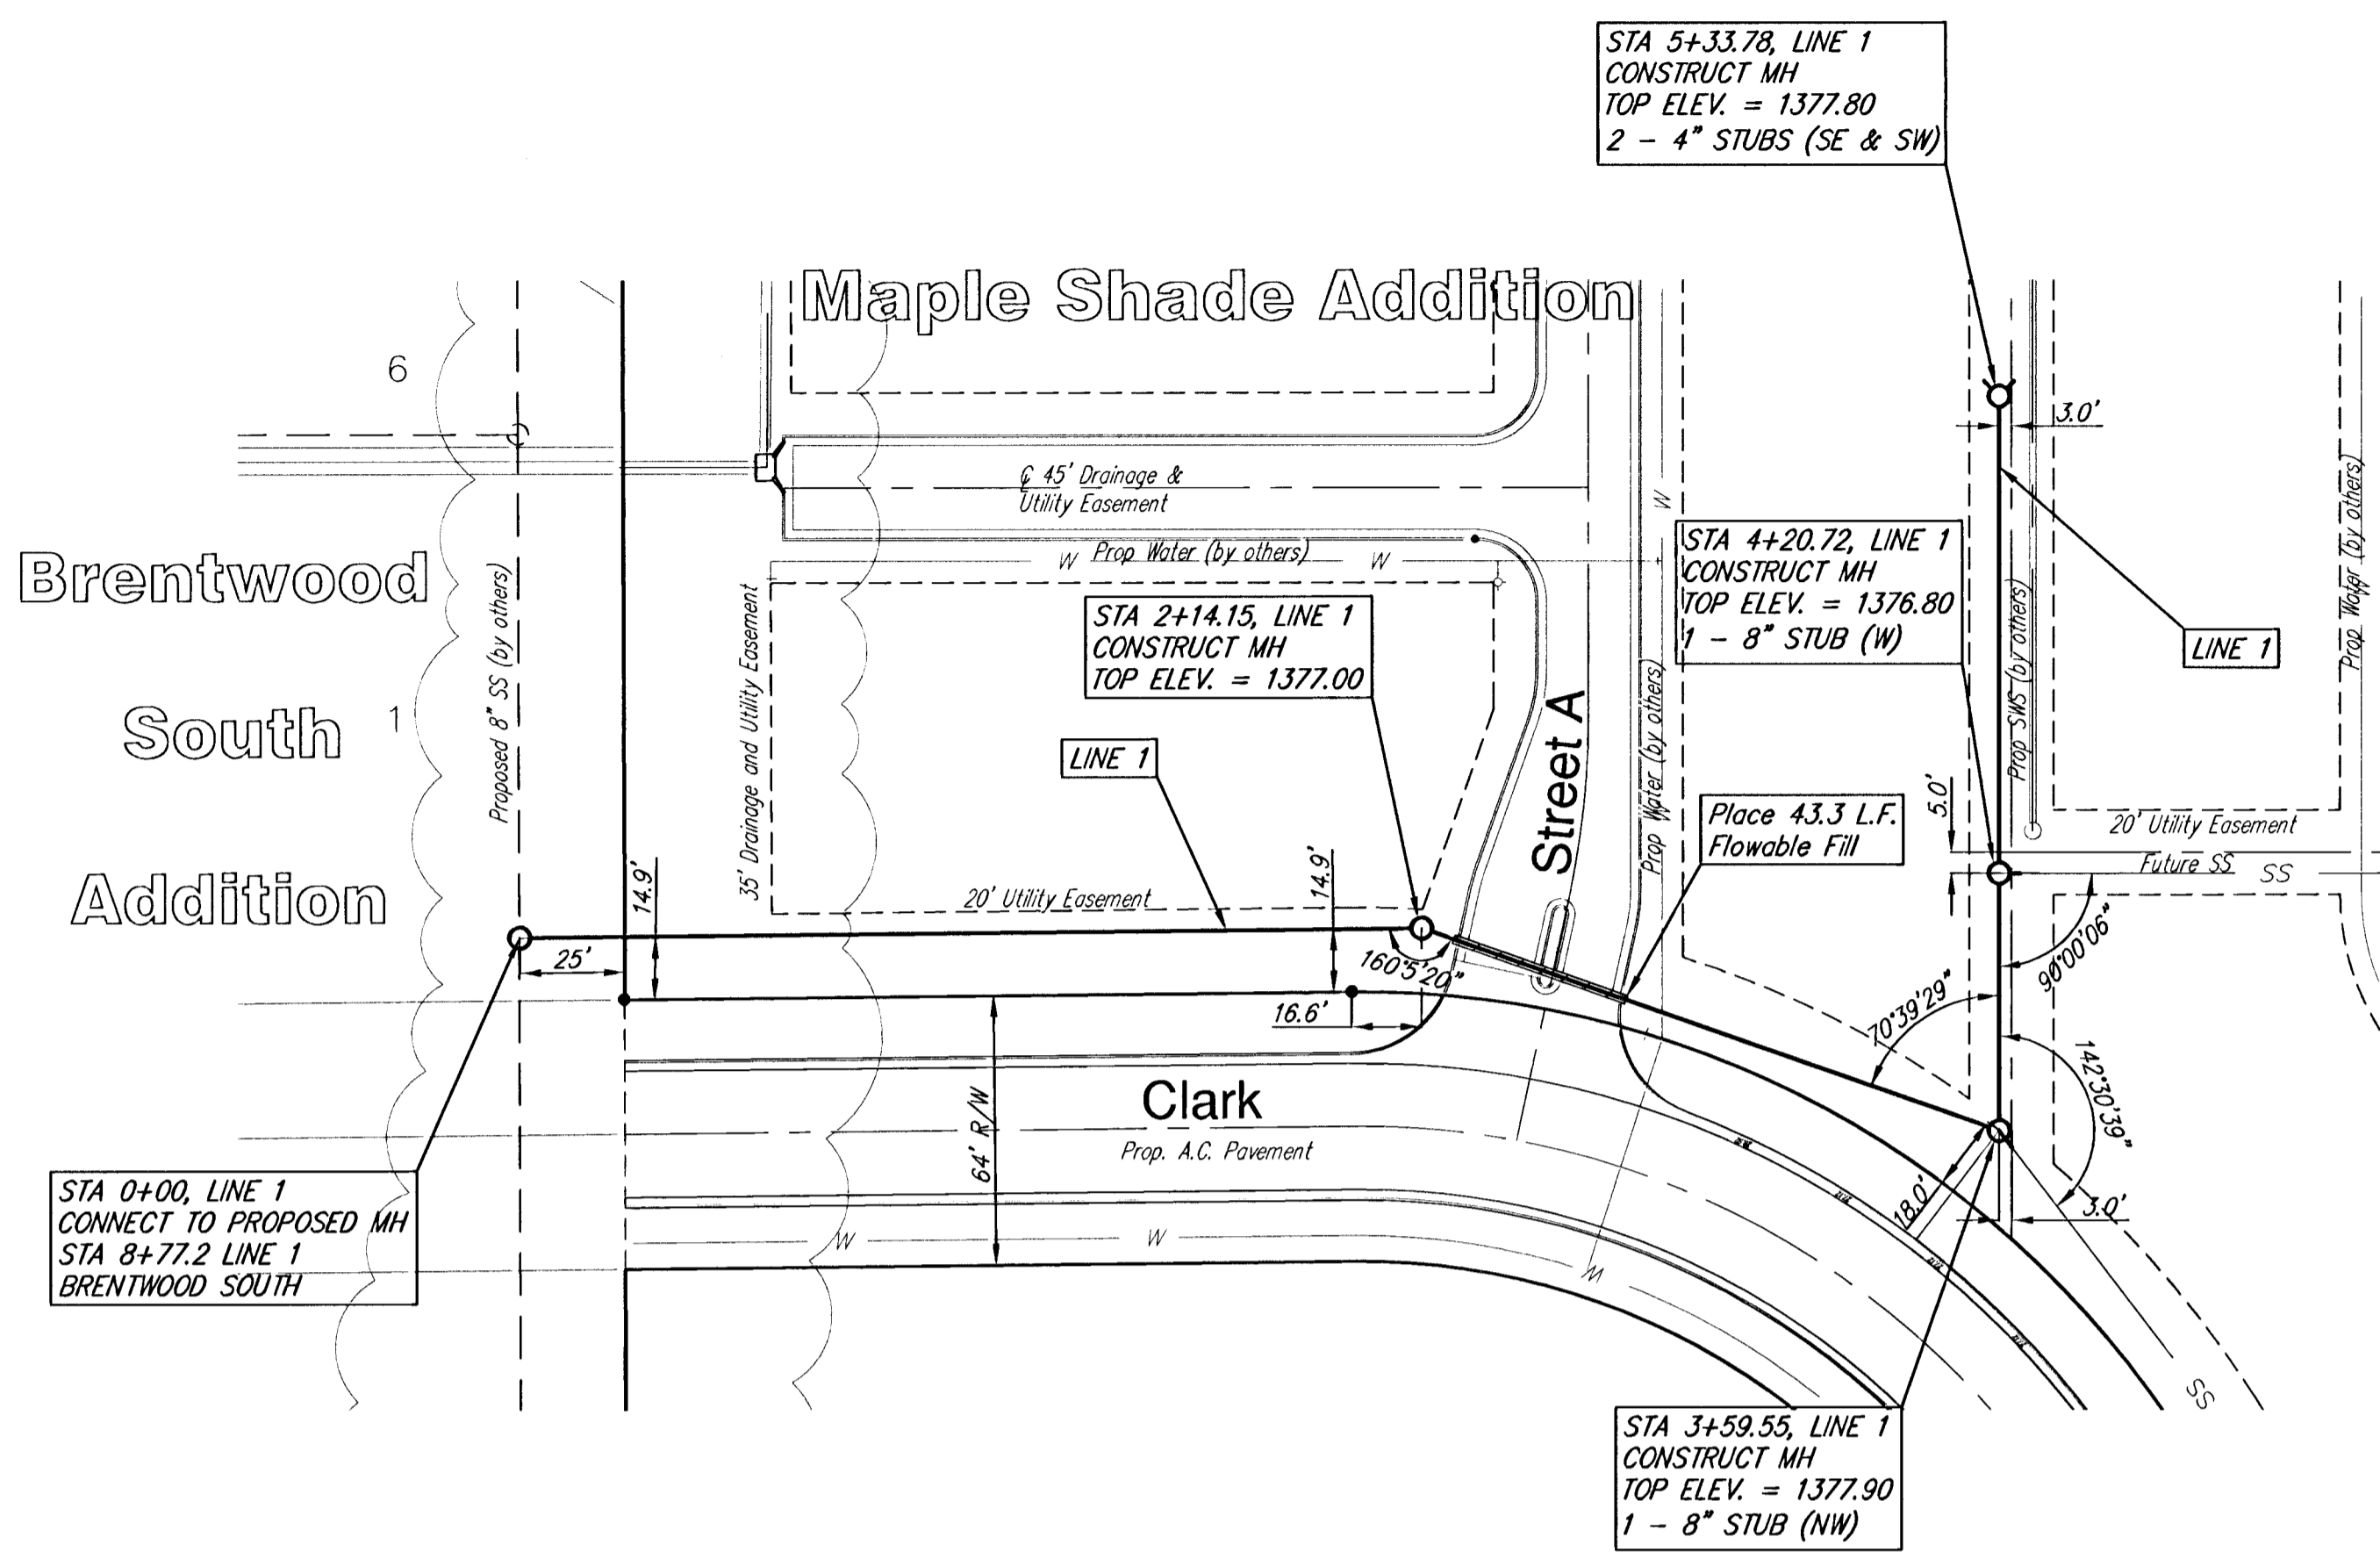 STA 5+33.78, LINE 1
CONSTRUCT MH
TOP ELEV. = 1377.80
2 - 4" STUBS (SE & SW)
Maple Shade Addition
6
3.0'
℄ 45' Drainage &
Utility Easement
W Prop Water (by others) W
W
STA 4+20.72, LINE 1
CONSTRUCT MH
TOP ELEV. = 1376.80
1 - 8" STUB (W)
Prop Water (by others)
W
Brentwood
South
Addition
1
Proposed 8" SS (by others)
35' Drainage and Utility Easement
STA 2+14.15, LINE 1
CONSTRUCT MH
TOP ELEV. = 1377.00
LINE 1
LINE 1
Street A
Prop Water (by others)
Prop SWS (by others)
Place 43.3 L.F.
Flowable Fill
5.0'
20' Utility Easement
Future SS SS
14.9'
14.9'
20' Utility Easement
25'
160°5'20"
16.6'
90°00'06"
70°39'29"
142°30'39"
64' R/W
Clark
Prop. A.C. Pavement
18.0'
3.0'
W
W
W
SS
STA 0+00, LINE 1
CONNECT TO PROPOSED MH
STA 8+77.2 LINE 1
BRENTWOOD SOUTH
STA 3+59.55, LINE 1
CONSTRUCT MH
TOP ELEV. = 1377.90
1 - 8" STUB (NW)